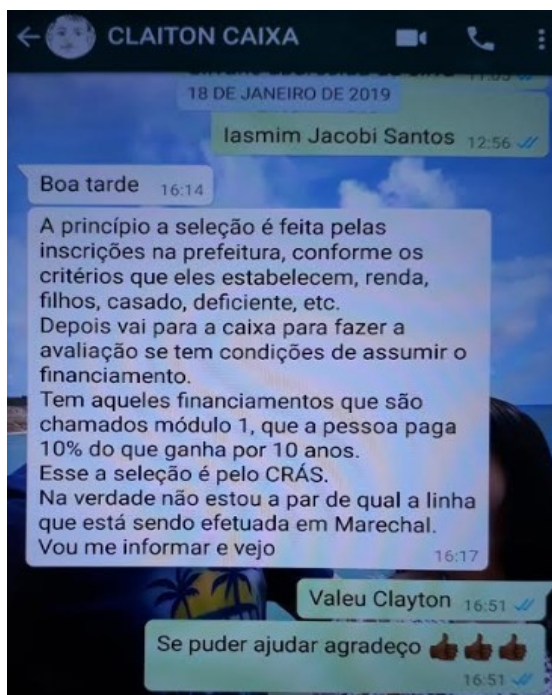 CLAITON CAIXA
11:05
18 DE JANEIRO DE 2019
Iasmim Jacobi Santos 12:56
Boa tarde 16:14
A princípio a seleção é feita pelas
inscrições na prefeitura, conforme os
critérios que eles estabelecem, renda,
filhos, casado, deficiente, etc.
Depois vai para a caixa para fazer a
avaliação se tem condições de assumir o
financiamento.
Tem aqueles financiamentos que são
chamados módulo 1, que a pessoa paga
10% do que ganha por 10 anos.
Esse a seleção é pelo CRÁS.
Na verdade não estou a par de qual a linha
que está sendo efetuada em Marechal.
Vou me informar e vejo
16:17
Valeu Clayton 16:51
Se puder ajudar agradeço
16:51